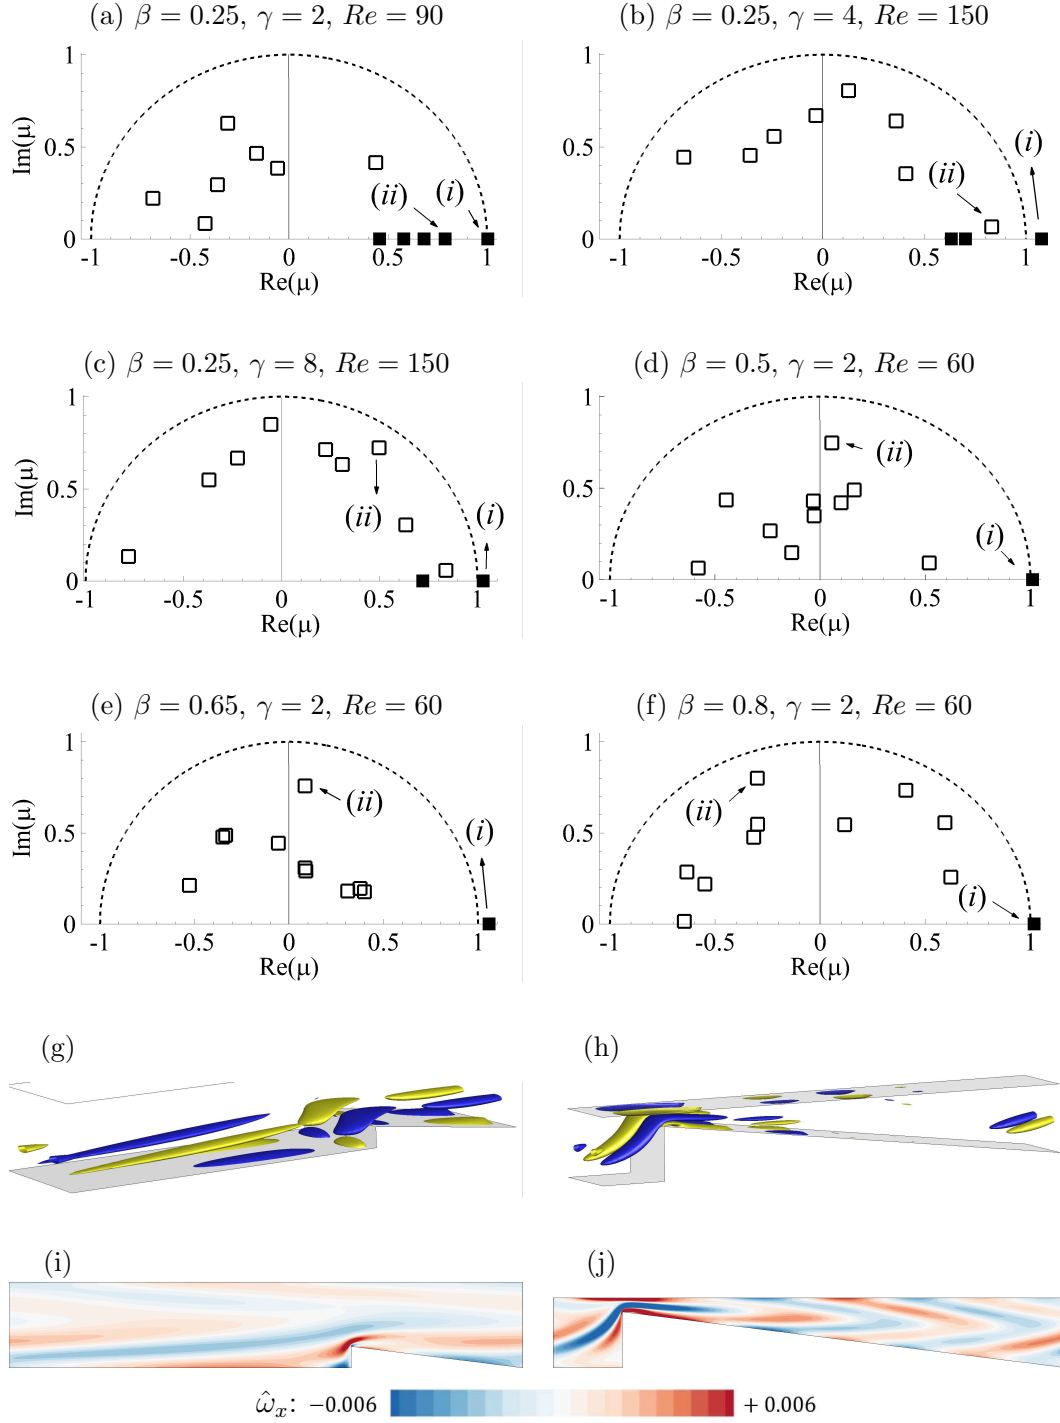 (a) β = 0.25, γ = 2, Re = 90
(b) β = 0.25, γ = 4, Re = 150
1
0.5
0
Im(μ)
(ii)
(i)
-1
-0.5
0
0.5
1
Re(μ)
1
0.5
0
(ii)
(i)
-1
-0.5
0
0.5
1
Re(μ)
(c) β = 0.25, γ = 8, Re = 150
(d) β = 0.5, γ = 2, Re = 60
1
0.5
0
Im(μ)
(ii)
(i)
-1
-0.5
0
0.5
1
Re(μ)
1
0.5
0
(ii)
(i)
-1
-0.5
0
0.5
1
Re(μ)
(e) β = 0.65, γ = 2, Re = 60
(f) β = 0.8, γ = 2, Re = 60
1
0.5
0
Im(μ)
(ii)
(i)
-1
-0.5
0
0.5
1
Re(μ)
1
0.5
0
(ii)
(i)
-1
-0.5
0
0.5
1
Re(μ)
(g)
(h)
(i)
(j)
ω̂ₓ: −0.006
+0.006